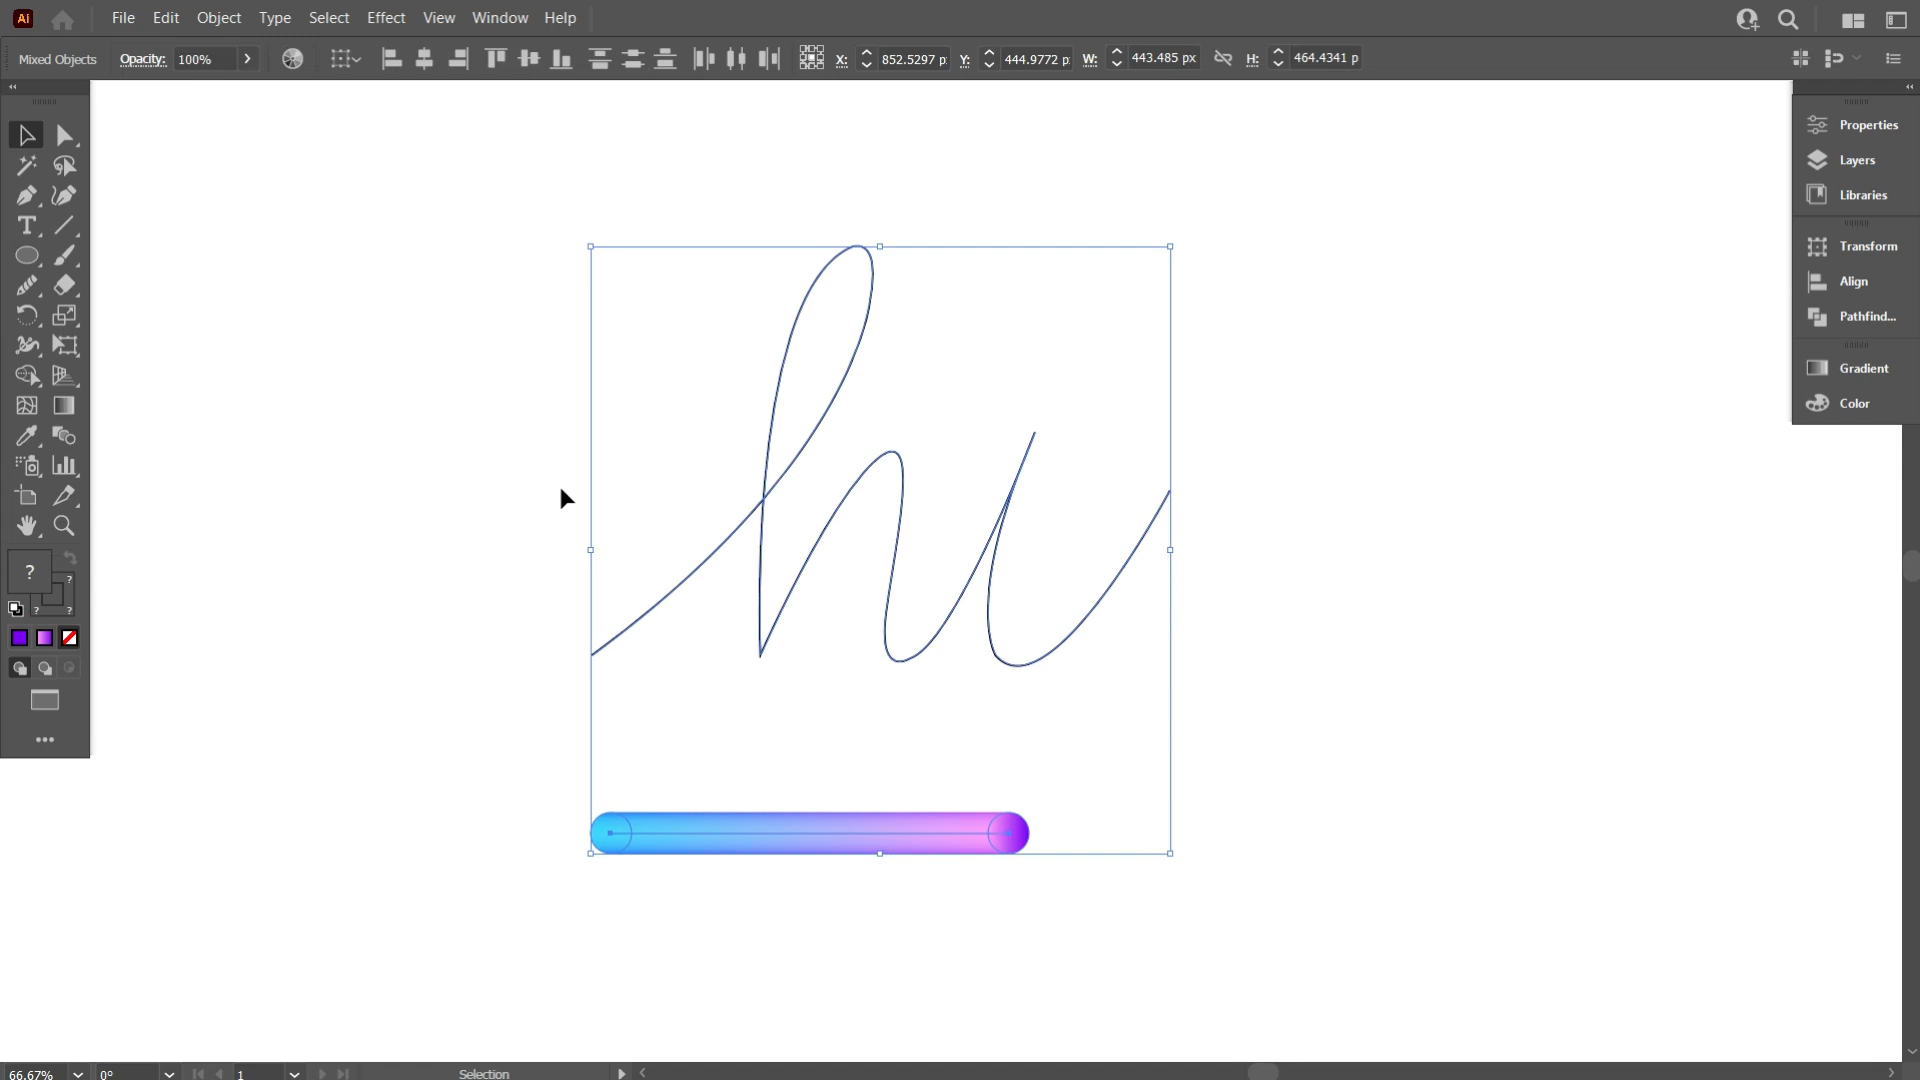 Ai File Edit Object Type Select Effect View Window Help
Mixed Objects Opacity: 100% X: 852.5297 p Y: 444.9772 p W: 443.485 px H: 464.4341 p
Properties
Layers
Libraries
Transform
Align
Pathfind...
Gradient
Color
hu
T
?
?
? ?
66.67% 0° 1 Selection